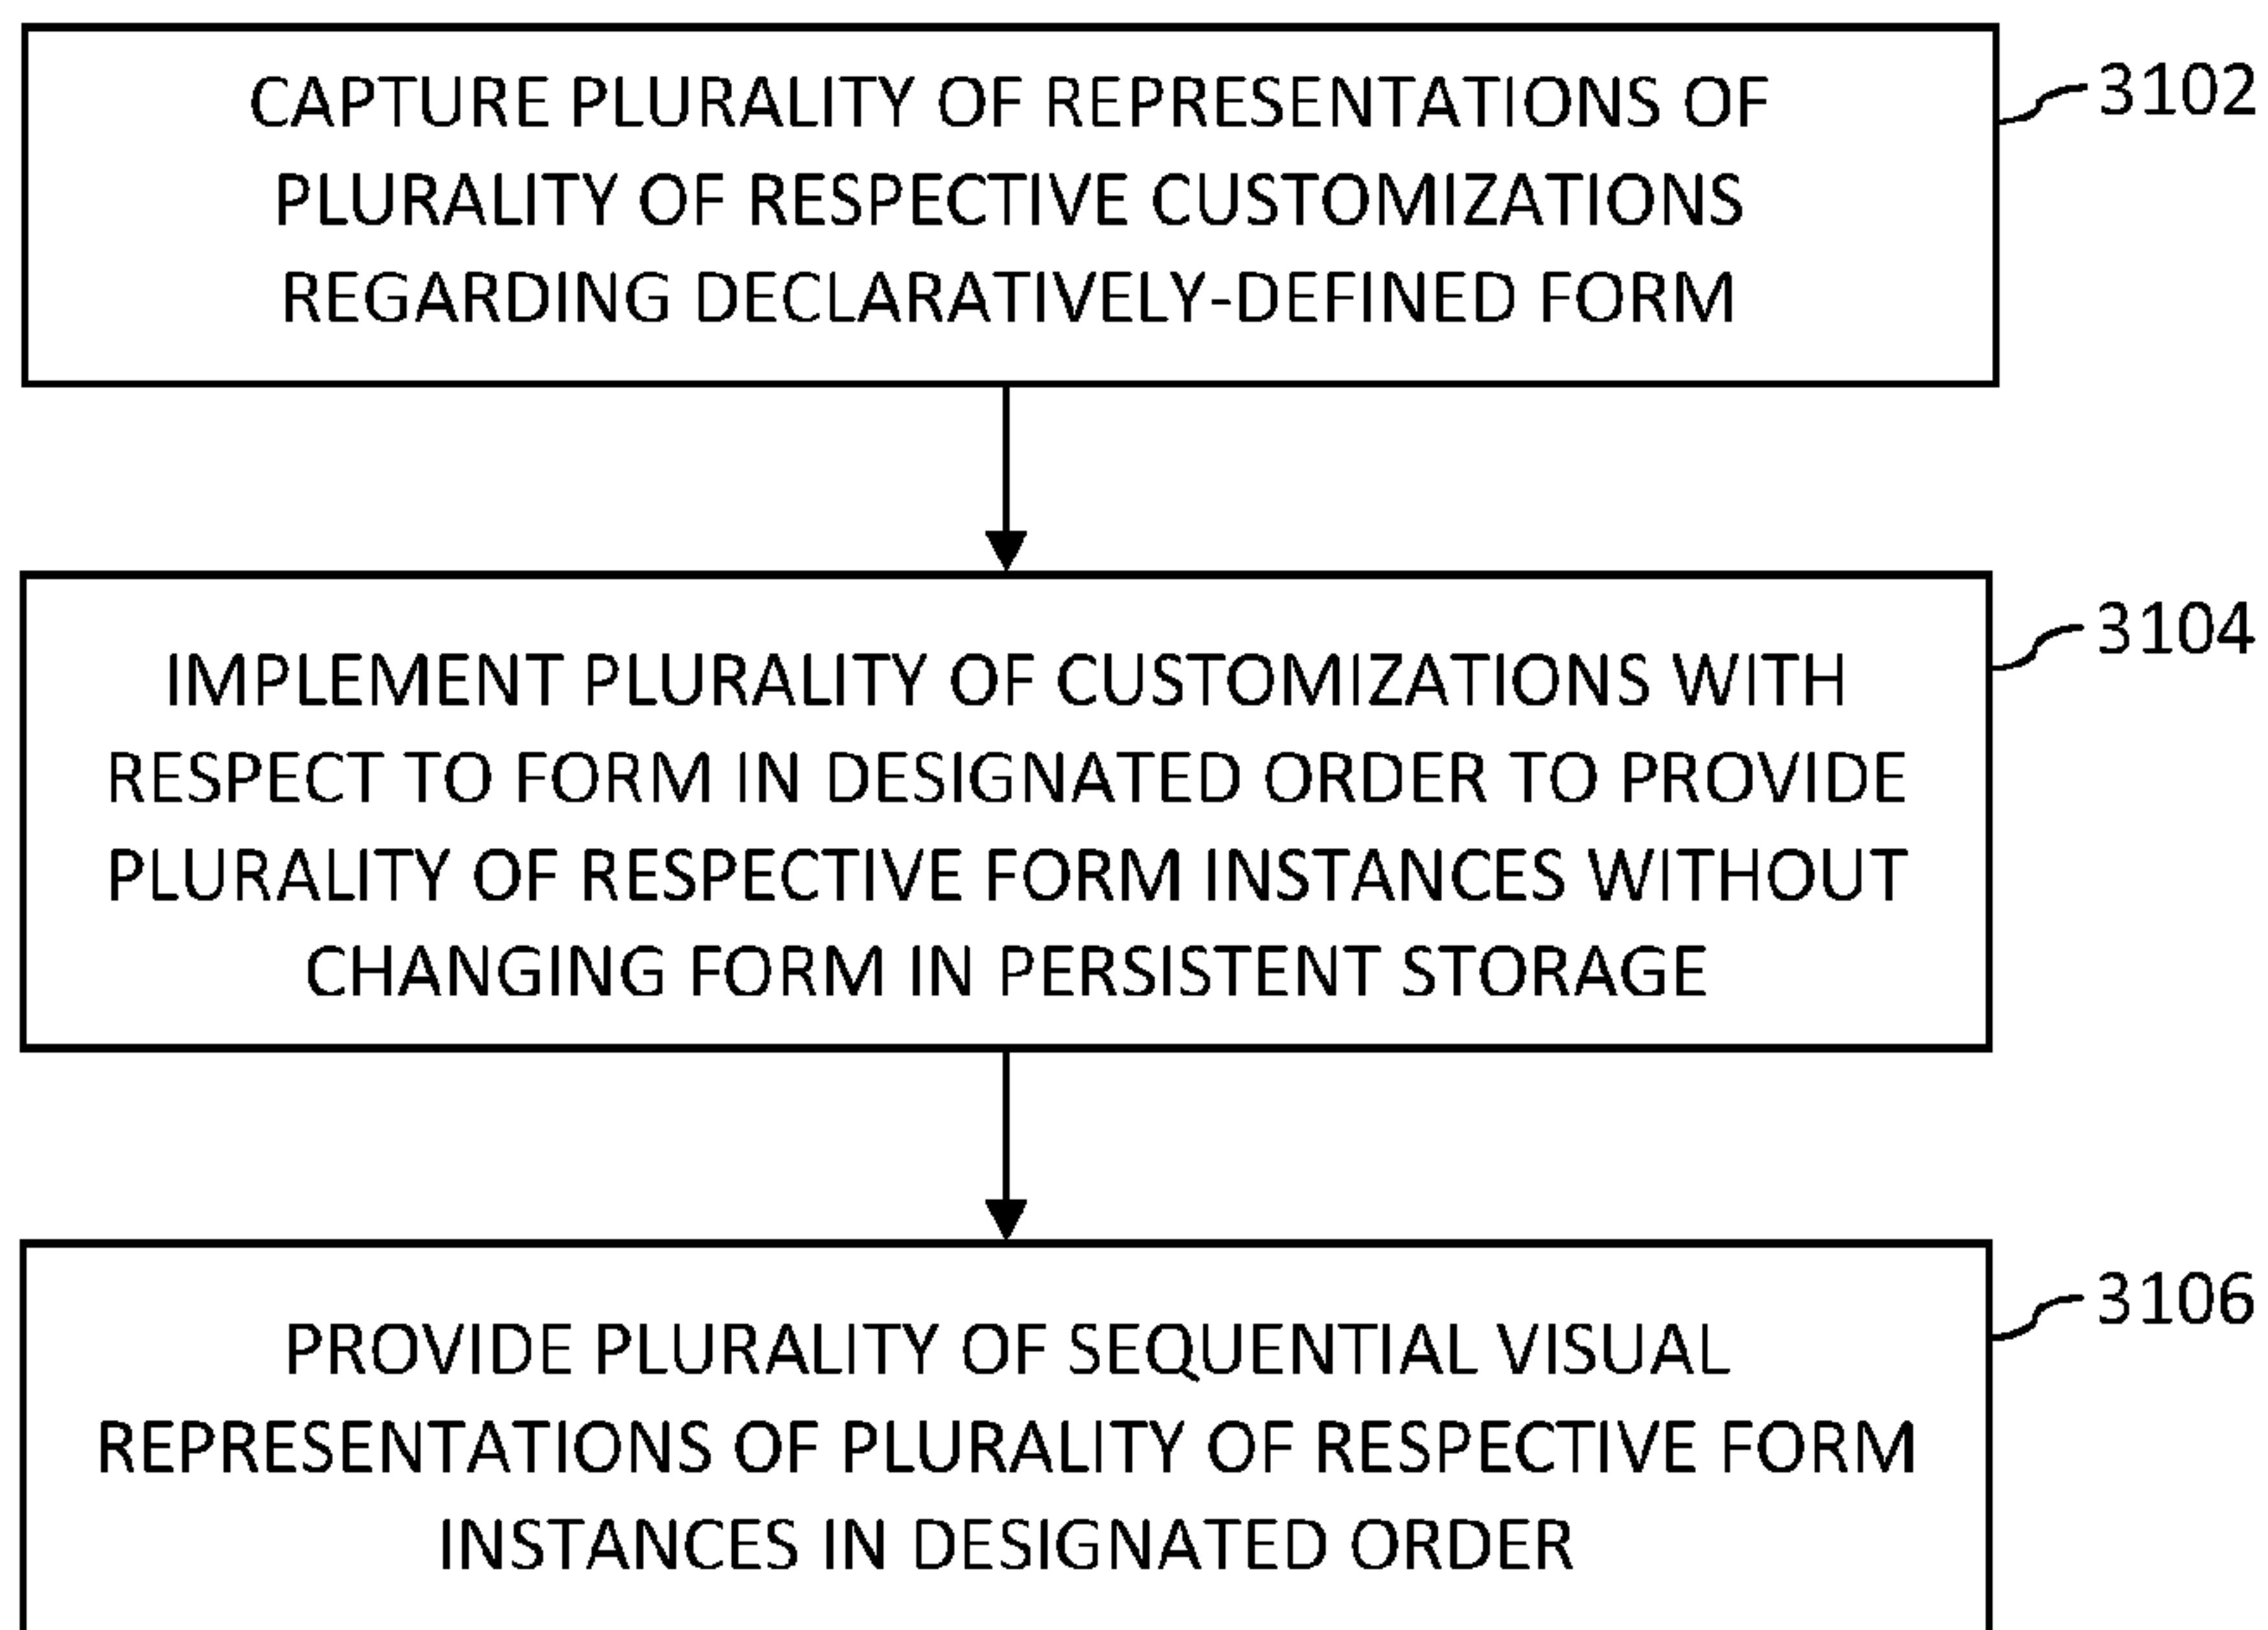 CAPTURE PLURALITY OF REPRESENTATIONS OF
PLURALITY OF RESPECTIVE CUSTOMIZATIONS
REGARDING DECLARATIVELY-DEFINED FORM
3102
IMPLEMENT PLURALITY OF CUSTOMIZATIONS WITH
RESPECT TO FORM IN DESIGNATED ORDER TO PROVIDE
PLURALITY OF RESPECTIVE FORM INSTANCES WITHOUT
CHANGING FORM IN PERSISTENT STORAGE
3104
PROVIDE PLURALITY OF SEQUENTIAL VISUAL
REPRESENTATIONS OF PLURALITY OF RESPECTIVE FORM
INSTANCES IN DESIGNATED ORDER
3106